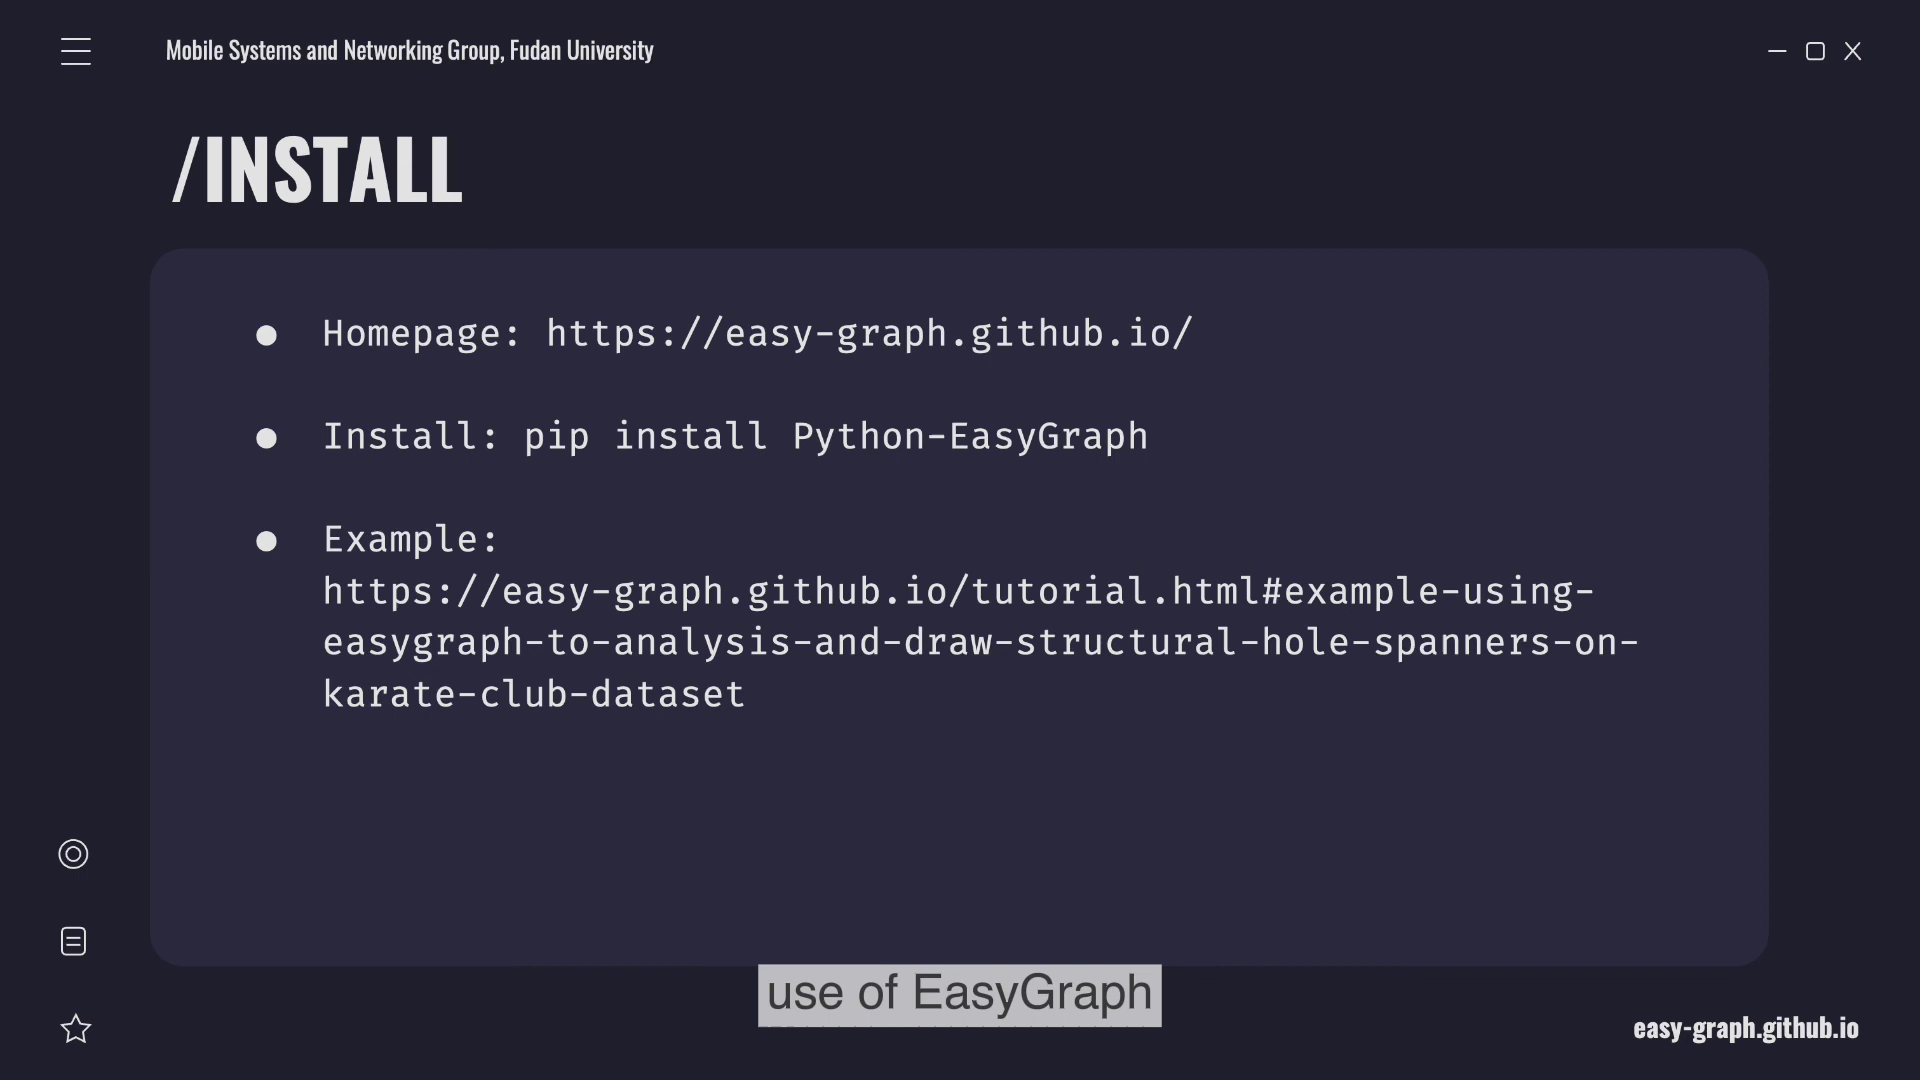 Mobile Systems and Networking Group, Fudan University
/INSTALL
Homepage: https://easy-graph.github.io/
Install: pip install Python-EasyGraph
Example:
https://easy-graph.github.io/tutorial.html#example-using-
easygraph-to-analysis-and-draw-structural-hole-spanners-on-
karate-club-dataset
use of EasyGraph
easy-graph.github.io